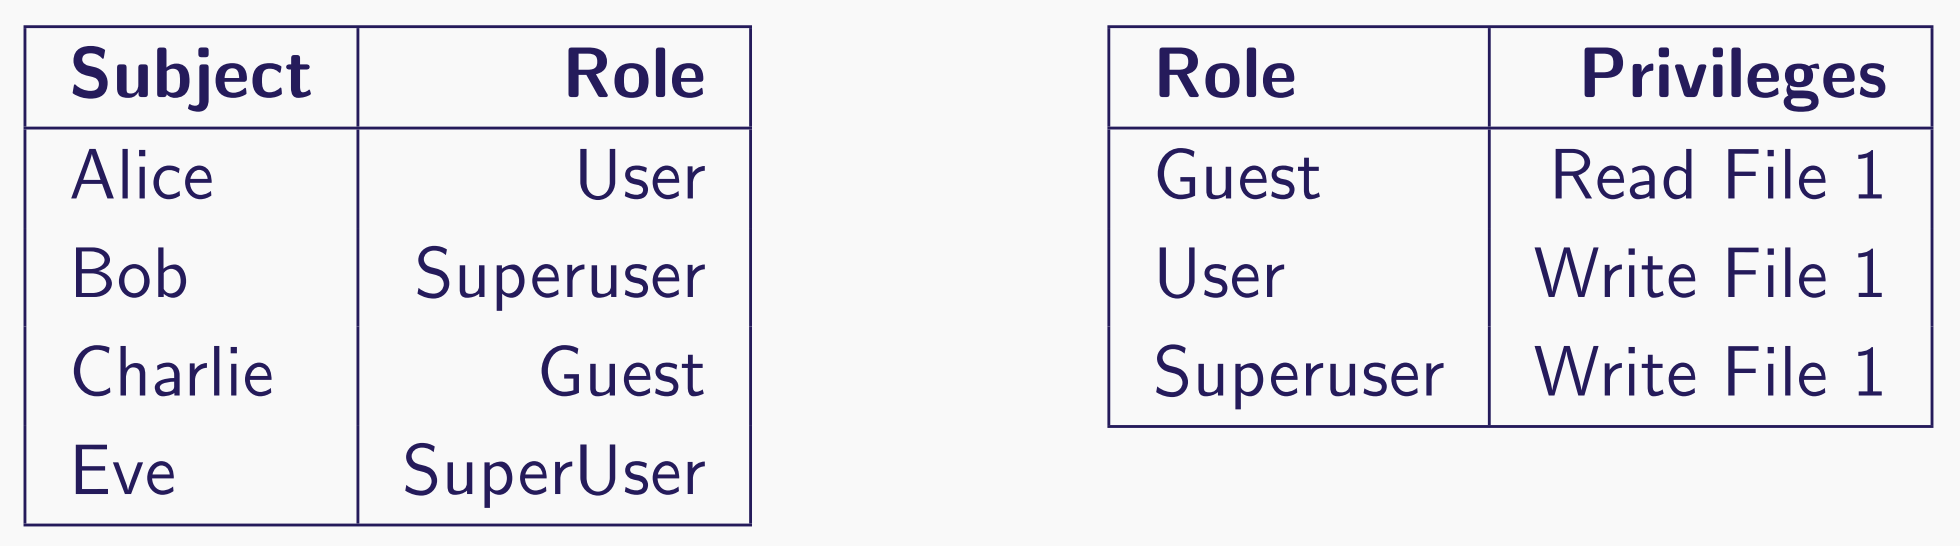 Subject Role
Alice User
Bob Superuser
Charlie Guest
Eve SuperUser
Role Privileges
Guest Read File 1
User Write File 1
Superuser Write File 1